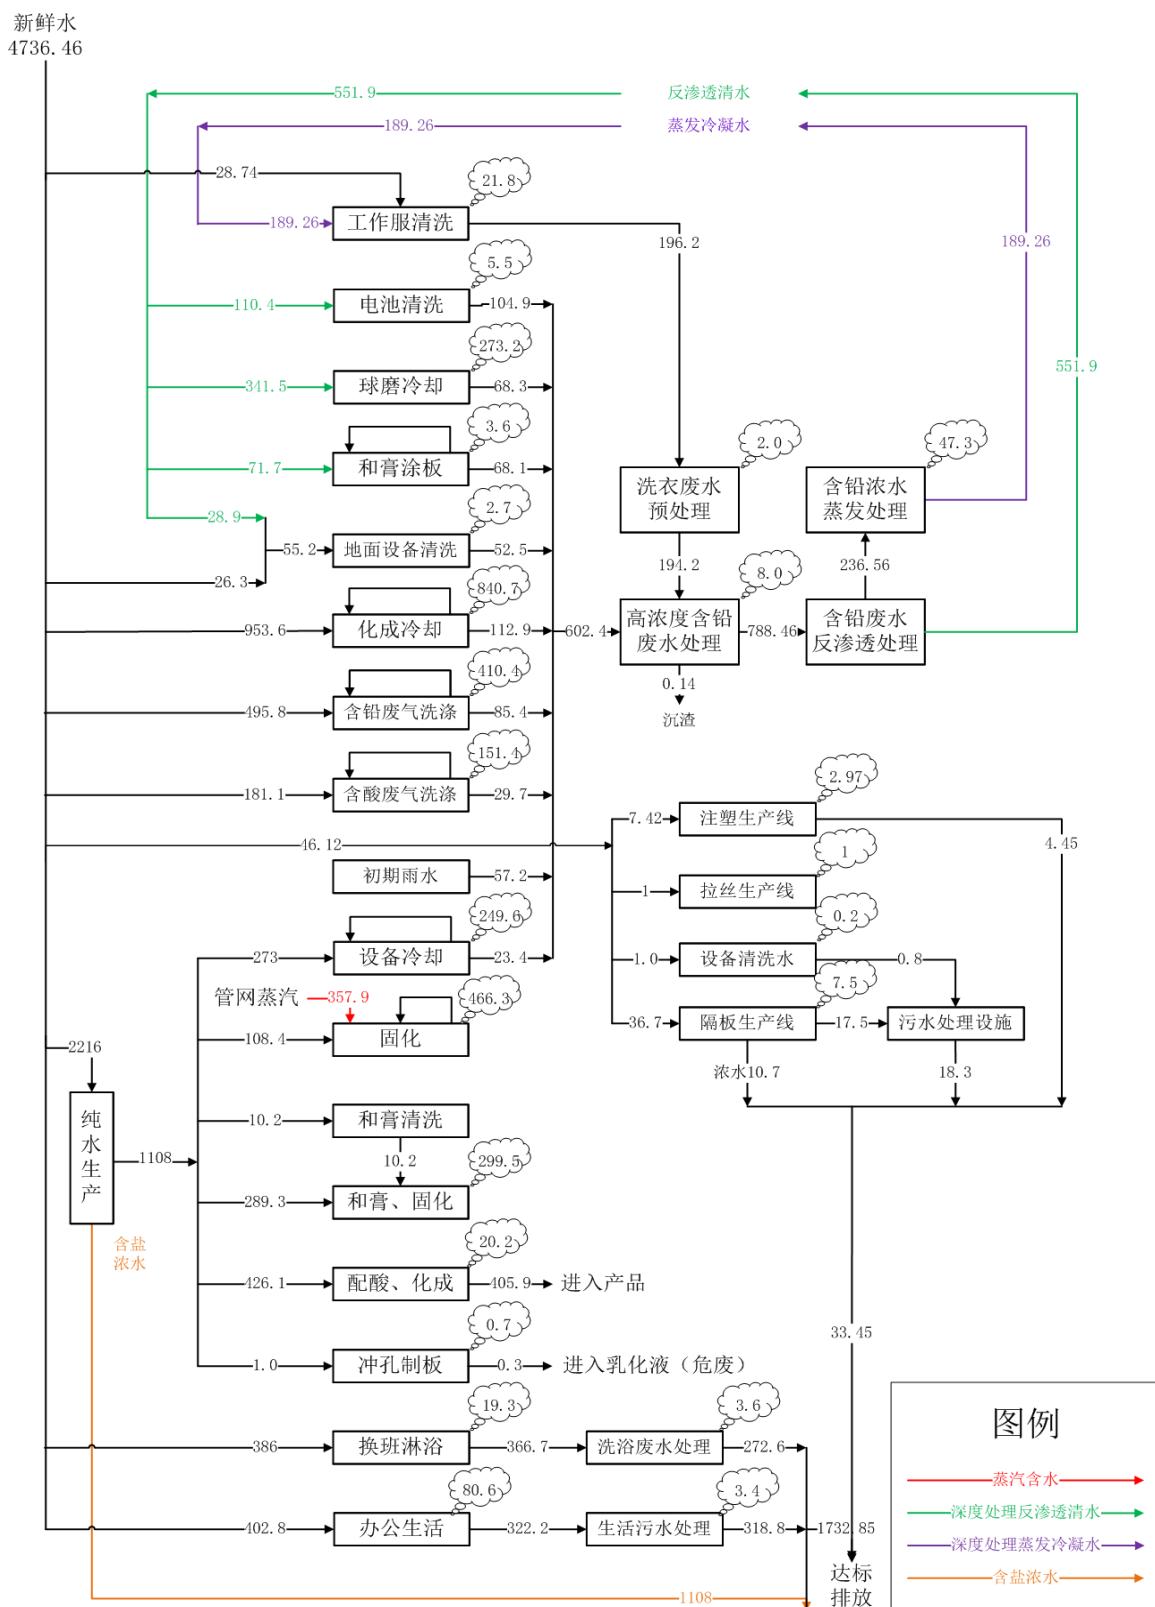 新鲜水
4736.46
551.9
反渗透清水
189.26
蒸发冷凝水
28.74
21.8
189.26
工作服清洗
196.2
189.26
5.5
110.4
电池清洗
104.9
273.2
551.9
341.5
球磨冷却
68.3
3.6
71.7
和膏涂板
68.1
2.0
47.3
洗衣废水
预处理
含铅浓水
蒸发处理
28.9
2.7
55.2
地面设备清洗
52.5
194.2
236.56
26.3
840.7
8.0
953.6
化成冷却
112.9
602.4
高浓度含铅
废水处理
788.46
含铅废水
反渗透处理
410.4
0.14
沉渣
495.8
含铅废气洗涤
85.4
151.4
2.97
181.1
含酸废气洗涤
29.7
7.42
注塑生产线
46.12
4.45
1
初期雨水
57.2
1
拉丝生产线
249.6
0.2
273
设备冷却
23.4
1.0
设备清洗水
0.8
7.5
管网蒸汽
357.9
466.3
36.7
隔板生产线
17.5
污水处理设施
108.4
固化
2216
浓水10.7
18.3
纯水生产
10.2
和膏清洗
1108
10.2
299.5
289.3
和膏、固化
含盐
浓水
20.2
426.1
配酸、化成
405.9
进入产品
0.7
33.45
1.0
冲孔制板
0.3
进入乳化液（危废）
19.3
3.6
图例
386
换班淋浴
366.7
洗浴废水处理
272.6
蒸汽含水
80.6
3.4
深度处理反渗透清水
402.8
办公生活
322.2
生活污水处理
318.8
1732.85
深度处理蒸发冷凝水
达标
排放
含盐浓水
1108